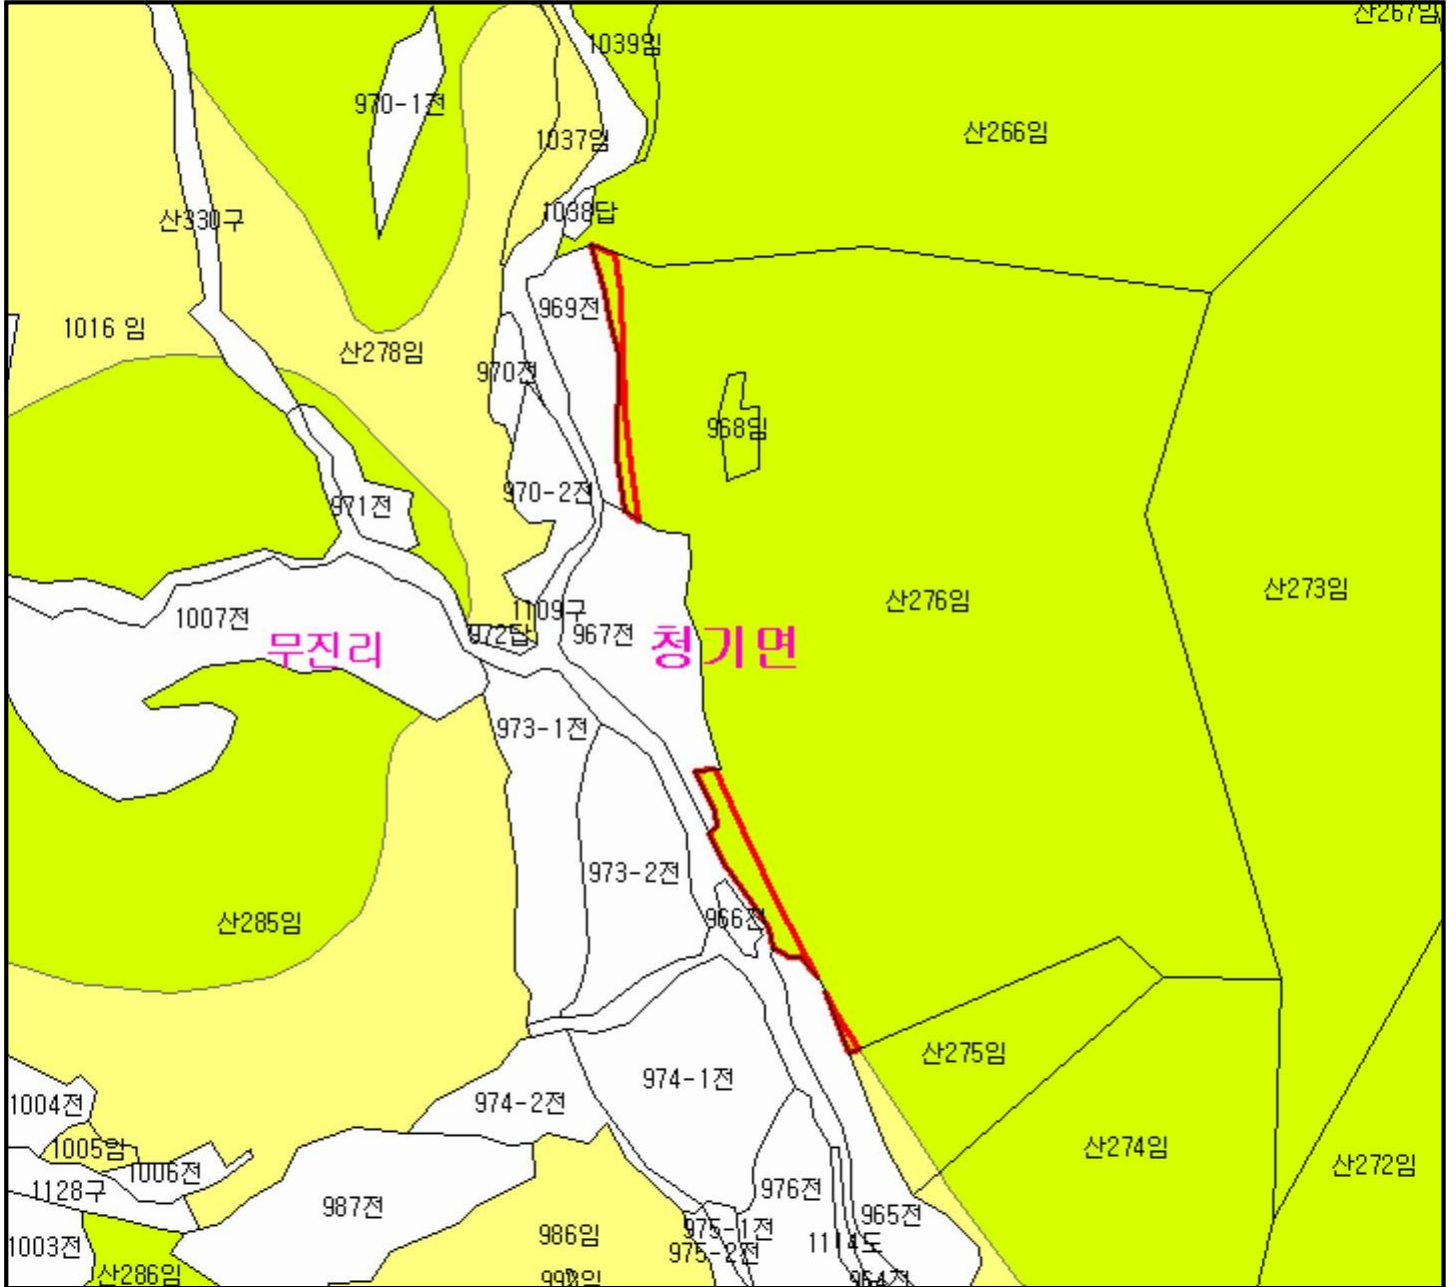 산267임
1039임
970-1전
산266임
1037임
산330구
1038답
969전
1016 임
산278임
970전
968임
970-2전
971전
산276임
산273임
1109구
1007전
972답
967전
무진리
청기면
973-1전
973-2전
966전
산285임
산275임
974-1전
974-2전
1004전
1005임
산274임
1006전
산272임
1128구
976전
987전
965전
975-1전
986임
1114도
1003전
975-2전
산286임
964전